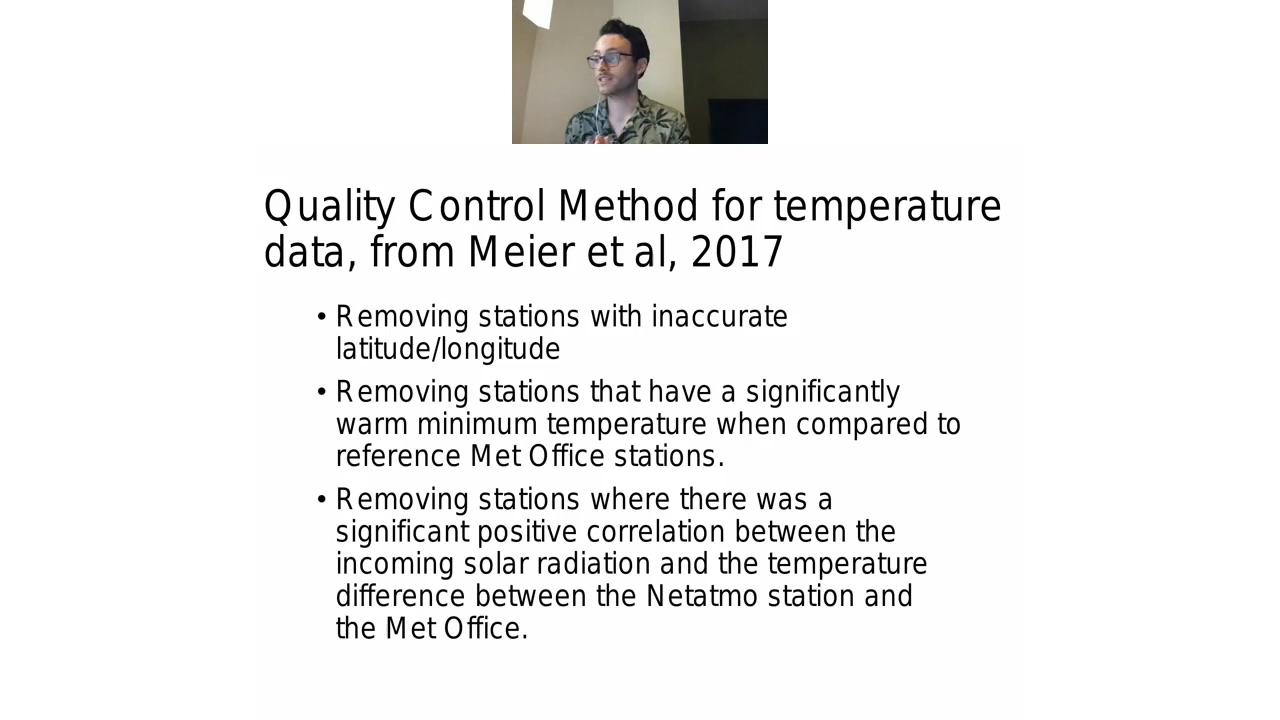 Quality Control Method for temperature
data, from Meier et al, 2017
• Removing stations with inaccurate
latitude/longitude
• Removing stations that have a significantly
warm minimum temperature when compared to
reference Met Office stations.
• Removing stations where there was a
significant positive correlation between the
incoming solar radiation and the temperature
difference between the Netatmo station and
the Met Office.